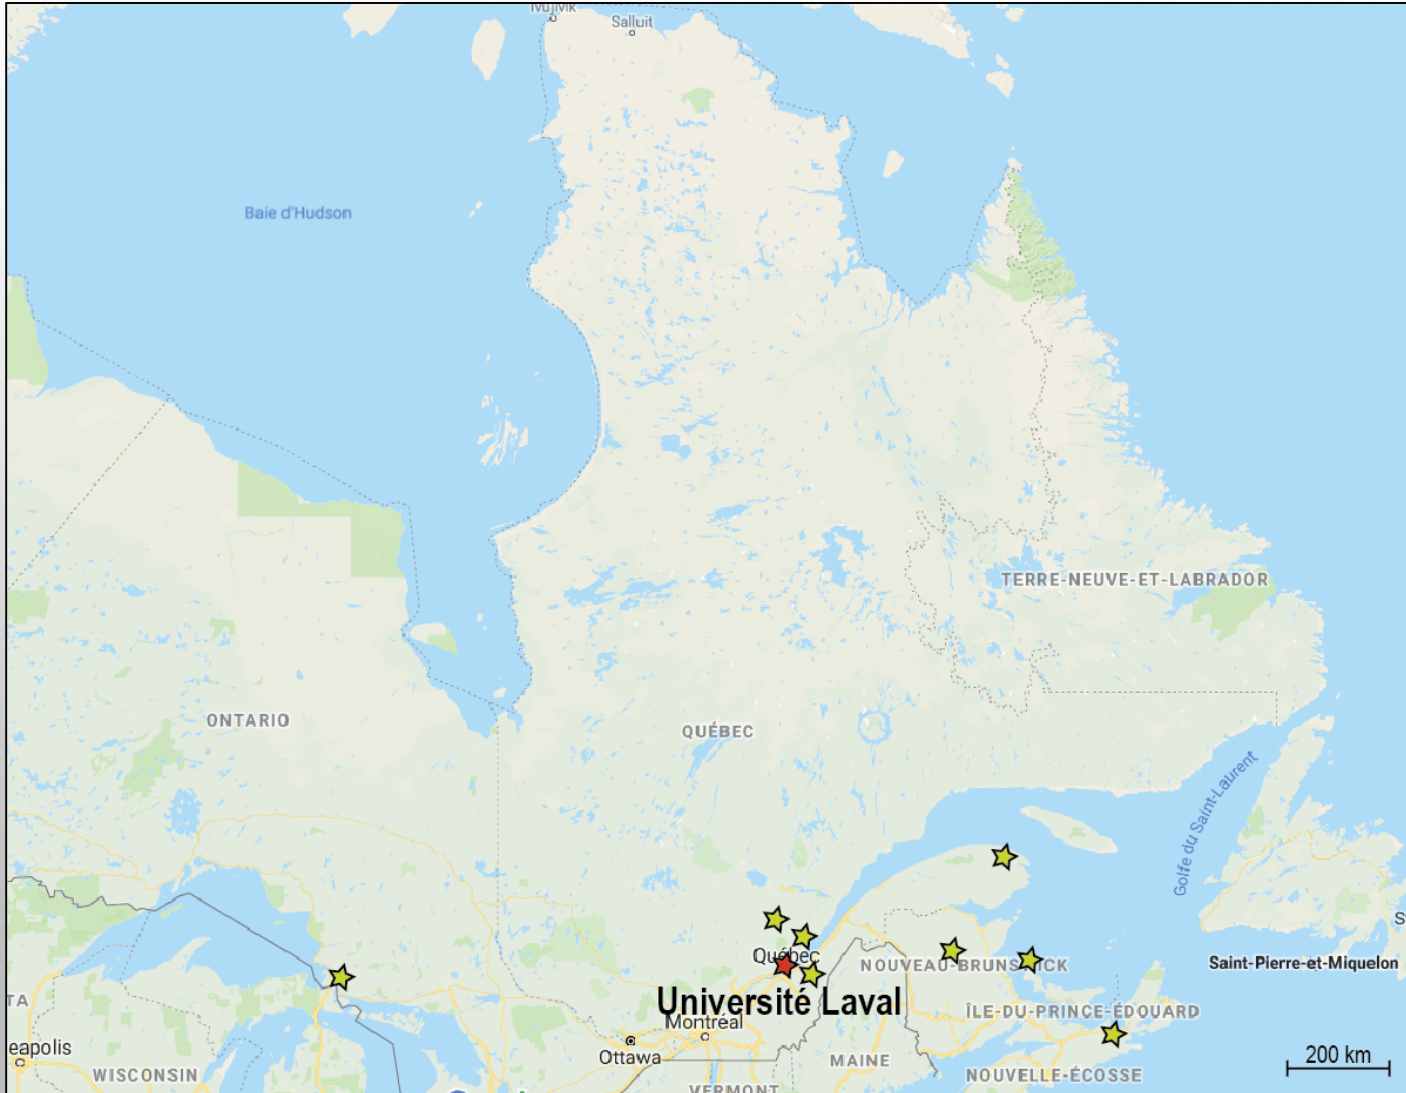 Ivujivik
Salluit
Baie d'Hudson
TERRE-NEUVE-ET-LABRADOR
ONTARIO
QUÉBEC
Golfe du Saint-Laurent
Québec
NOUVEAU-BRUNSWICK
Saint-Pierre-et-Miquelon
Université Laval
ÎLE-DU-PRINCE-ÉDOUARD
Montréal
eapolis
Ottawa
200 km
WISCONSIN
MAINE
NOUVELLE-ÉCOSSE
VERMONT